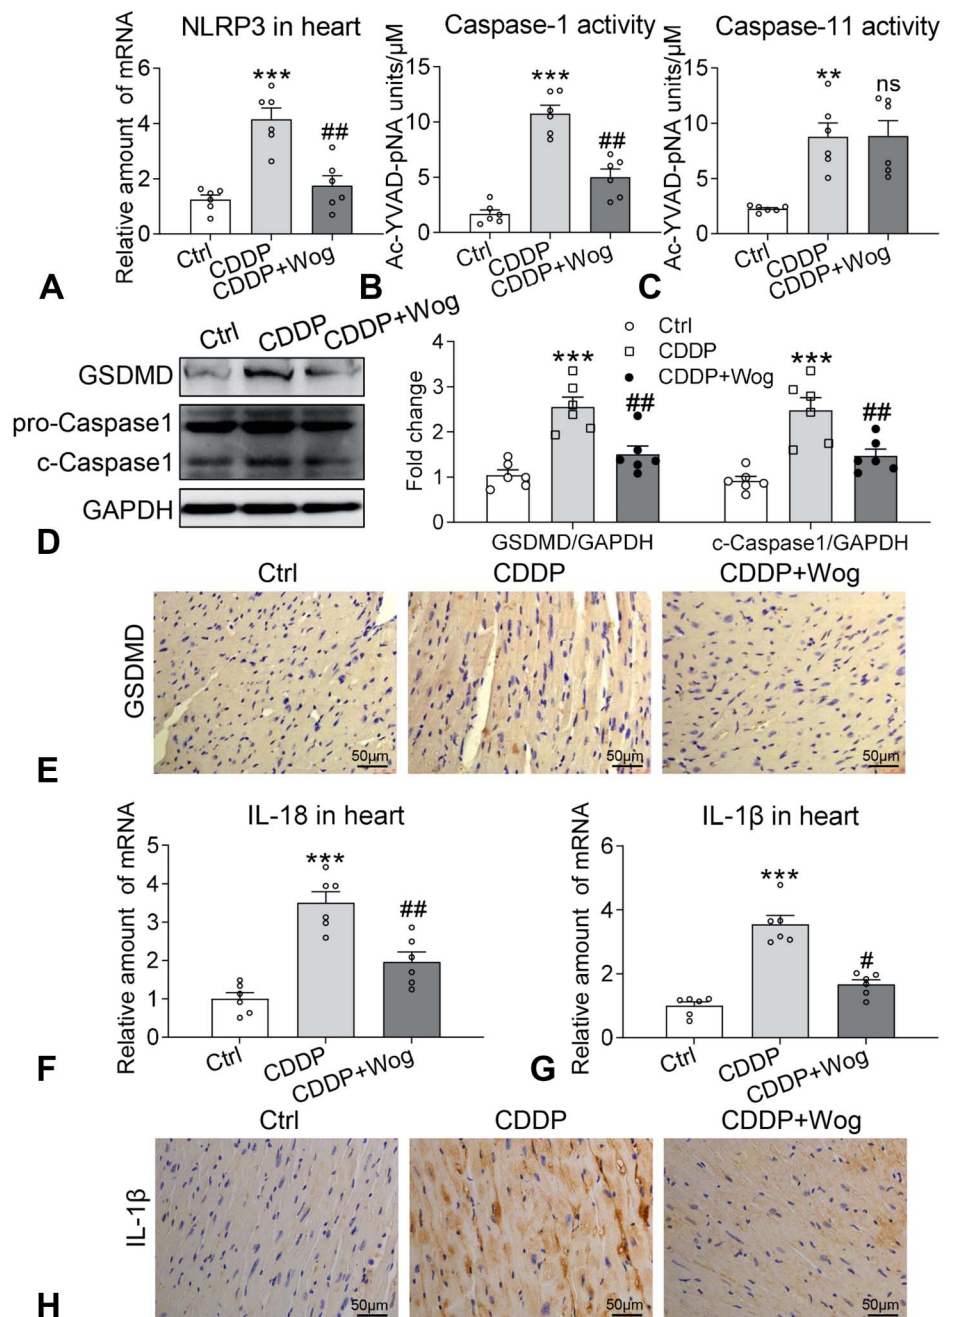 NLRP3 in heart
Relative amount of mRNA
6
4
2
0
***
##
Ctrl
CDDP
CDDP+Wog
A
Caspase-1 activity
Ac-YVAD-pNA units/µM
15
10
5
0
***
##
Ctrl
CDDP
CDDP+Wog
B
Caspase-11 activity
Ac-YVAD-pNA units/µM
15
10
5
0
**
ns
Ctrl
CDDP
CDDP+Wog
C
Ctrl
CDDP
CDDP+Wog
GSDMD
pro-Caspase1
c-Caspase1
GAPDH
D
Fold change
4
3
2
1
0
Ctrl
CDDP
CDDP+Wog
***
##
***
##
GSDMD/GAPDH
c-Caspase1/GAPDH
Ctrl
CDDP
CDDP+Wog
GSDMD
50µm
50µm
50µm
E
IL-18 in heart
Relative amount of mRNA
5
4
3
2
1
0
***
##
Ctrl
CDDP
CDDP+Wog
F
IL-1β in heart
Relative amount of mRNA
6
4
2
0
***
#
Ctrl
CDDP
CDDP+Wog
G
Ctrl
CDDP
CDDP+Wog
IL-1β
50µm
50µm
50µm
H